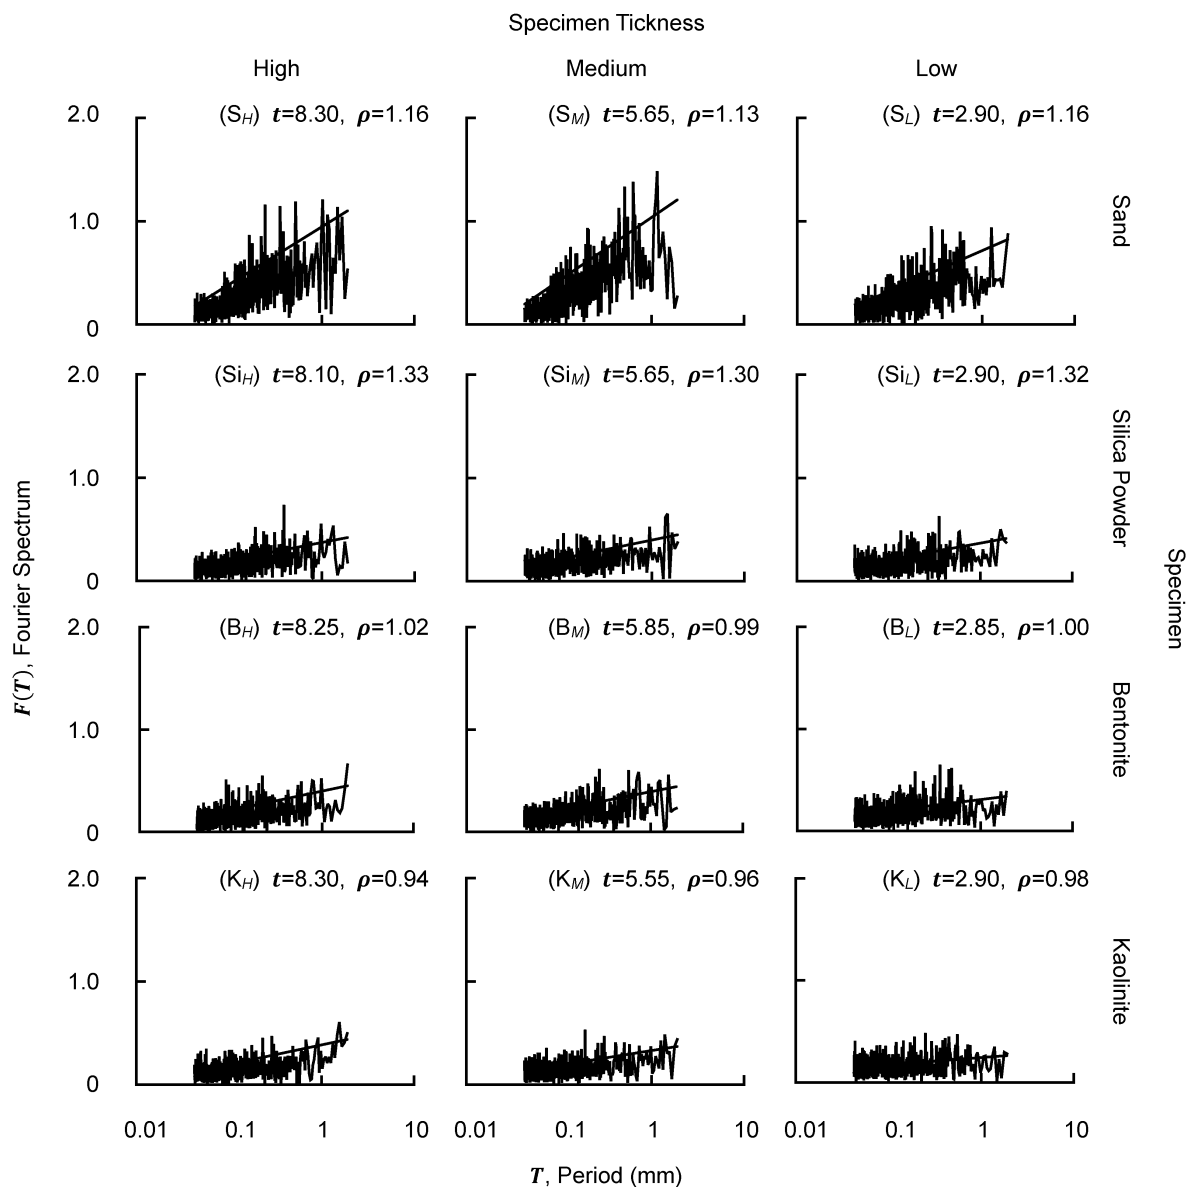 Specimen Tickness
High Medium Low
(SH) t=8.30, ρ=1.16 (SM) t=5.65, ρ=1.13 (SL) t=2.90, ρ=1.16
2.0
1.0
0
Sand
(SiH) t=8.10, ρ=1.33 (SiM) t=5.65, ρ=1.30 (SiL) t=2.90, ρ=1.32
2.0
1.0
0
Silica Powder
(BH) t=8.25, ρ=1.02 (BM) t=5.85, ρ=0.99 (BL) t=2.85, ρ=1.00
2.0
1.0
0
Bentonite
(KH) t=8.30, ρ=0.94 (KM) t=5.55, ρ=0.96 (KL) t=2.90, ρ=0.98
2.0
1.0
0
Kaolinite
F(T), Fourier Spectrum
Specimen
0.01 0.1 1 10 0.01 0.1 1 10 0.01 0.1 1 10
T, Period (mm)